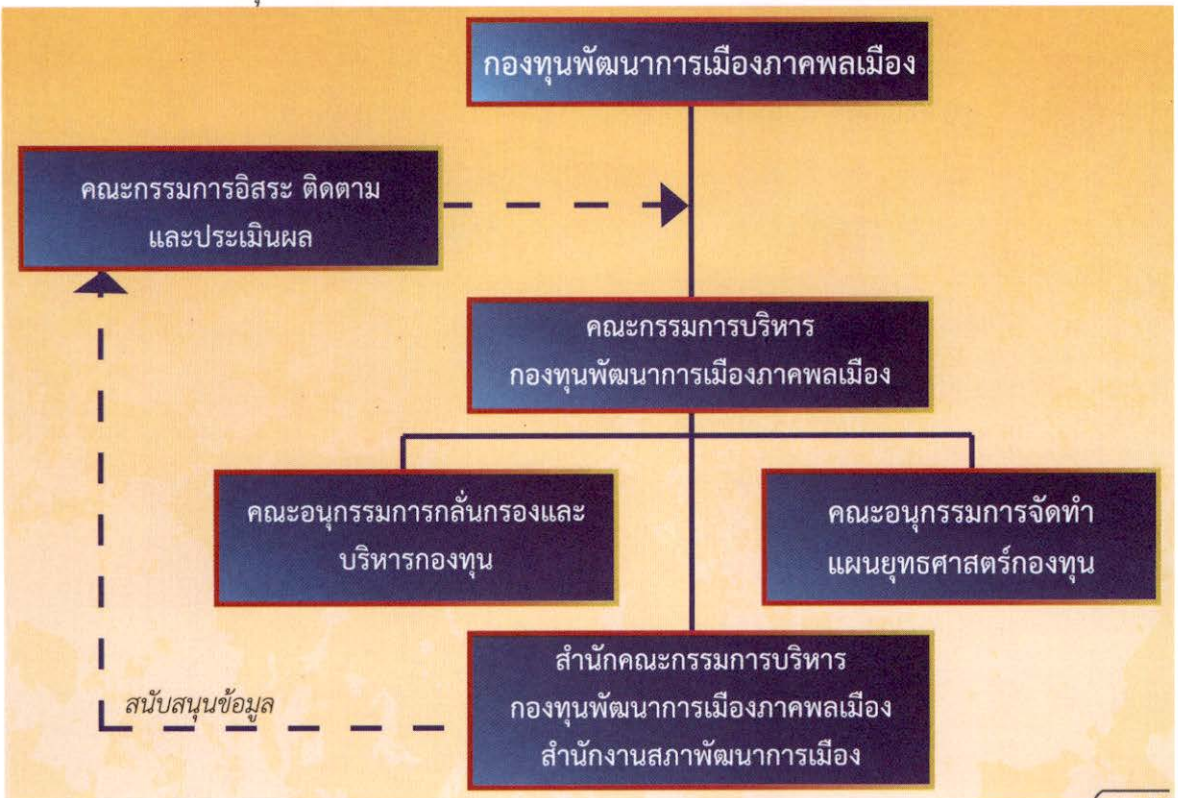 กองทุนพัฒนาการเมืองภาคพลเมือง
คณะกรรมการอิสระ ติดตาม
และประเมินผล
คณะกรรมการบริหาร
กองทุนพัฒนาการเมืองภาคพลเมือง
คณะอนุกรรมการกลั่นกรองและ
บริหารกองทุน
คณะอนุกรรมการจัดทำ
แผนยุทธศาสตร์กองทุน
สำนักคณะกรรมการบริหาร
กองทุนพัฒนาการเมืองภาคพลเมือง
สำนักงานสภาพัฒนาการเมือง
สนับสนุนข้อมูล